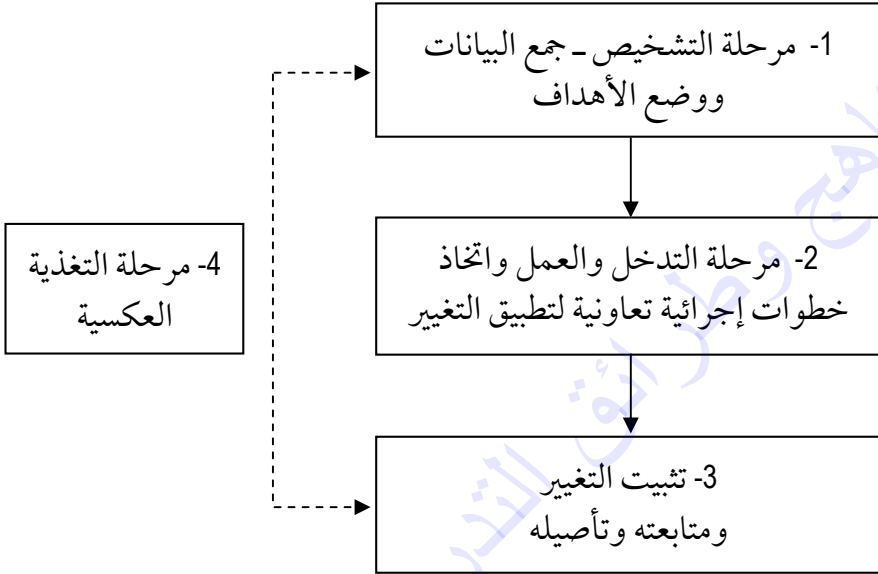 1- مرحلة التشخيص – جمع البيانات
ووضع الأهداف
2- مرحلة التدخل والعمل واتخاذ
خطوات إجرائية تعاونية لتطبيق التغيير
3- تثبيت التغيير
ومتابعته وتأصيله
4- مرحلة التغذية
العكسية
وطرائق